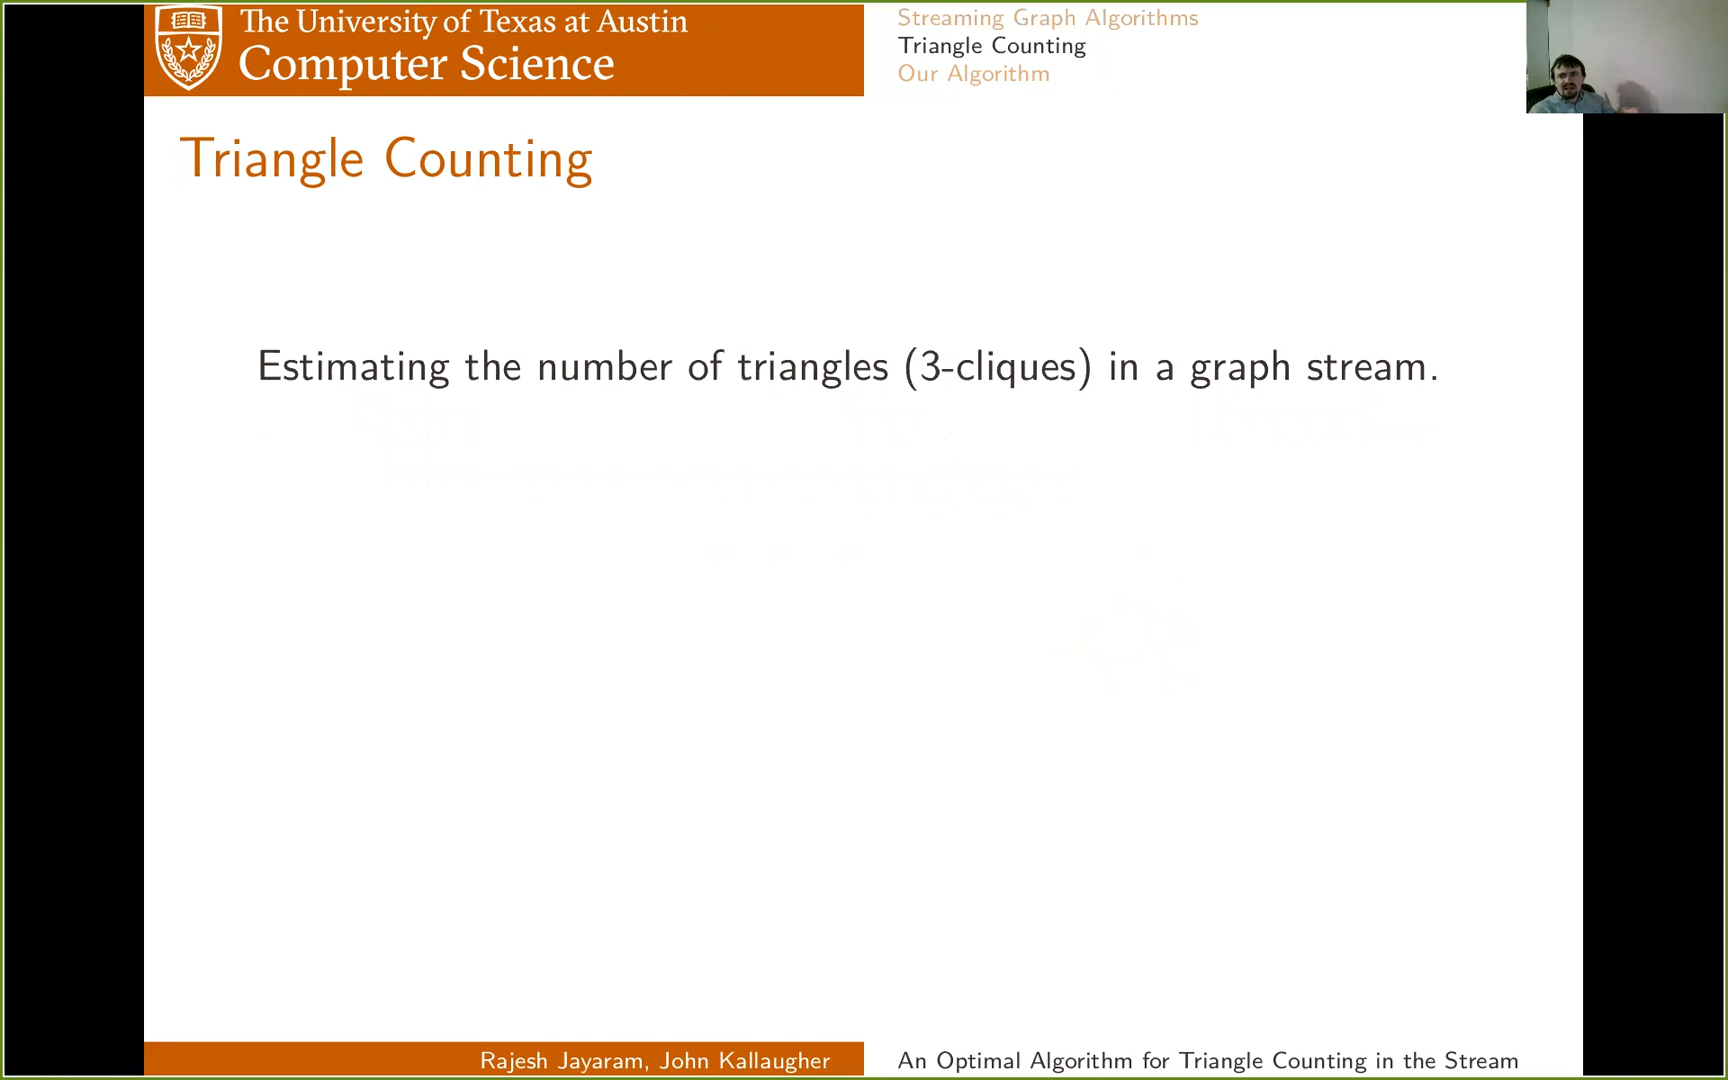 The University of Texas at Austin
Computer Science
Streaming Graph Algorithms
Triangle Counting
Our Algorithm
Triangle Counting
Estimating the number of triangles (3-cliques) in a graph stream.
Rajesh Jayaram, John Kallaugher
An Optimal Algorithm for Triangle Counting in the Stream